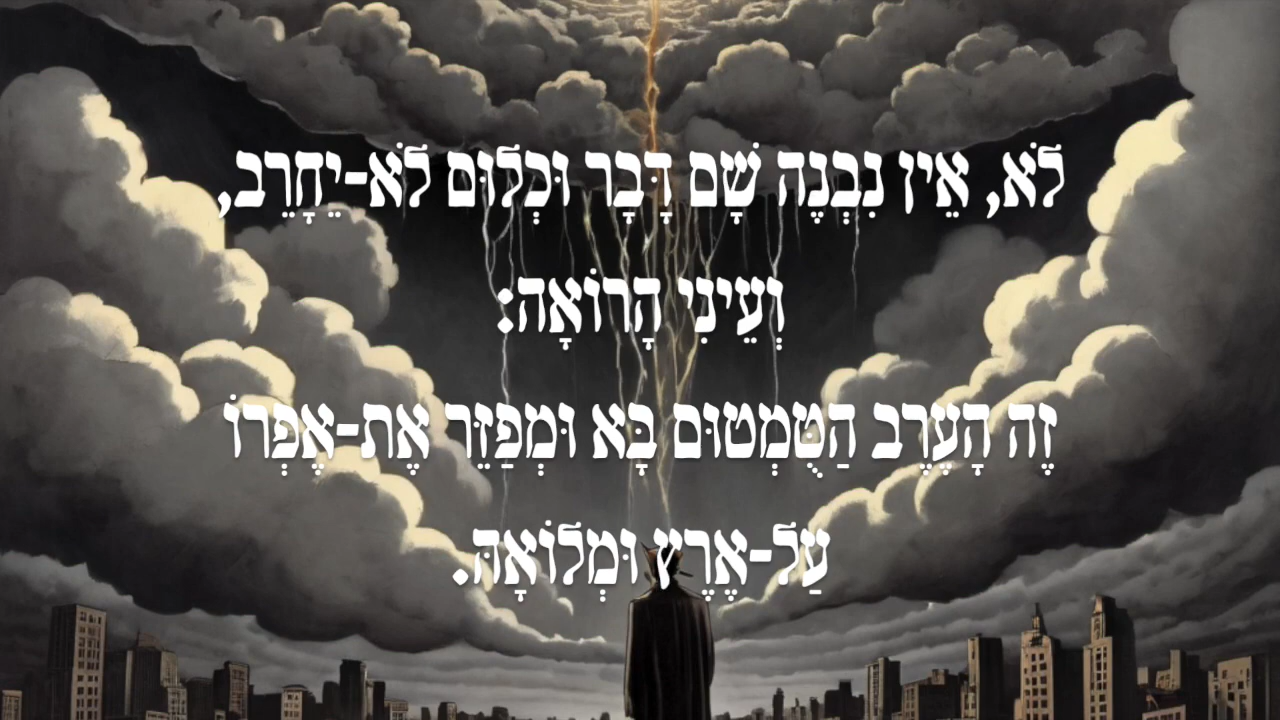 לֹא, אֵין נִבְנֶה שָׁם דָּבָר וּכְלוּם לֹא-יֵחָרֵב,
וְעֵינִי הָרוֹאָה:
זֶה הָעֶרֶב הַטֻּמְטוּם בָּא וּמְפַזֵּר אֶת-אֶפְרוֹ
עַל-אֶרֶץ וּמְלוֹאָהּ.